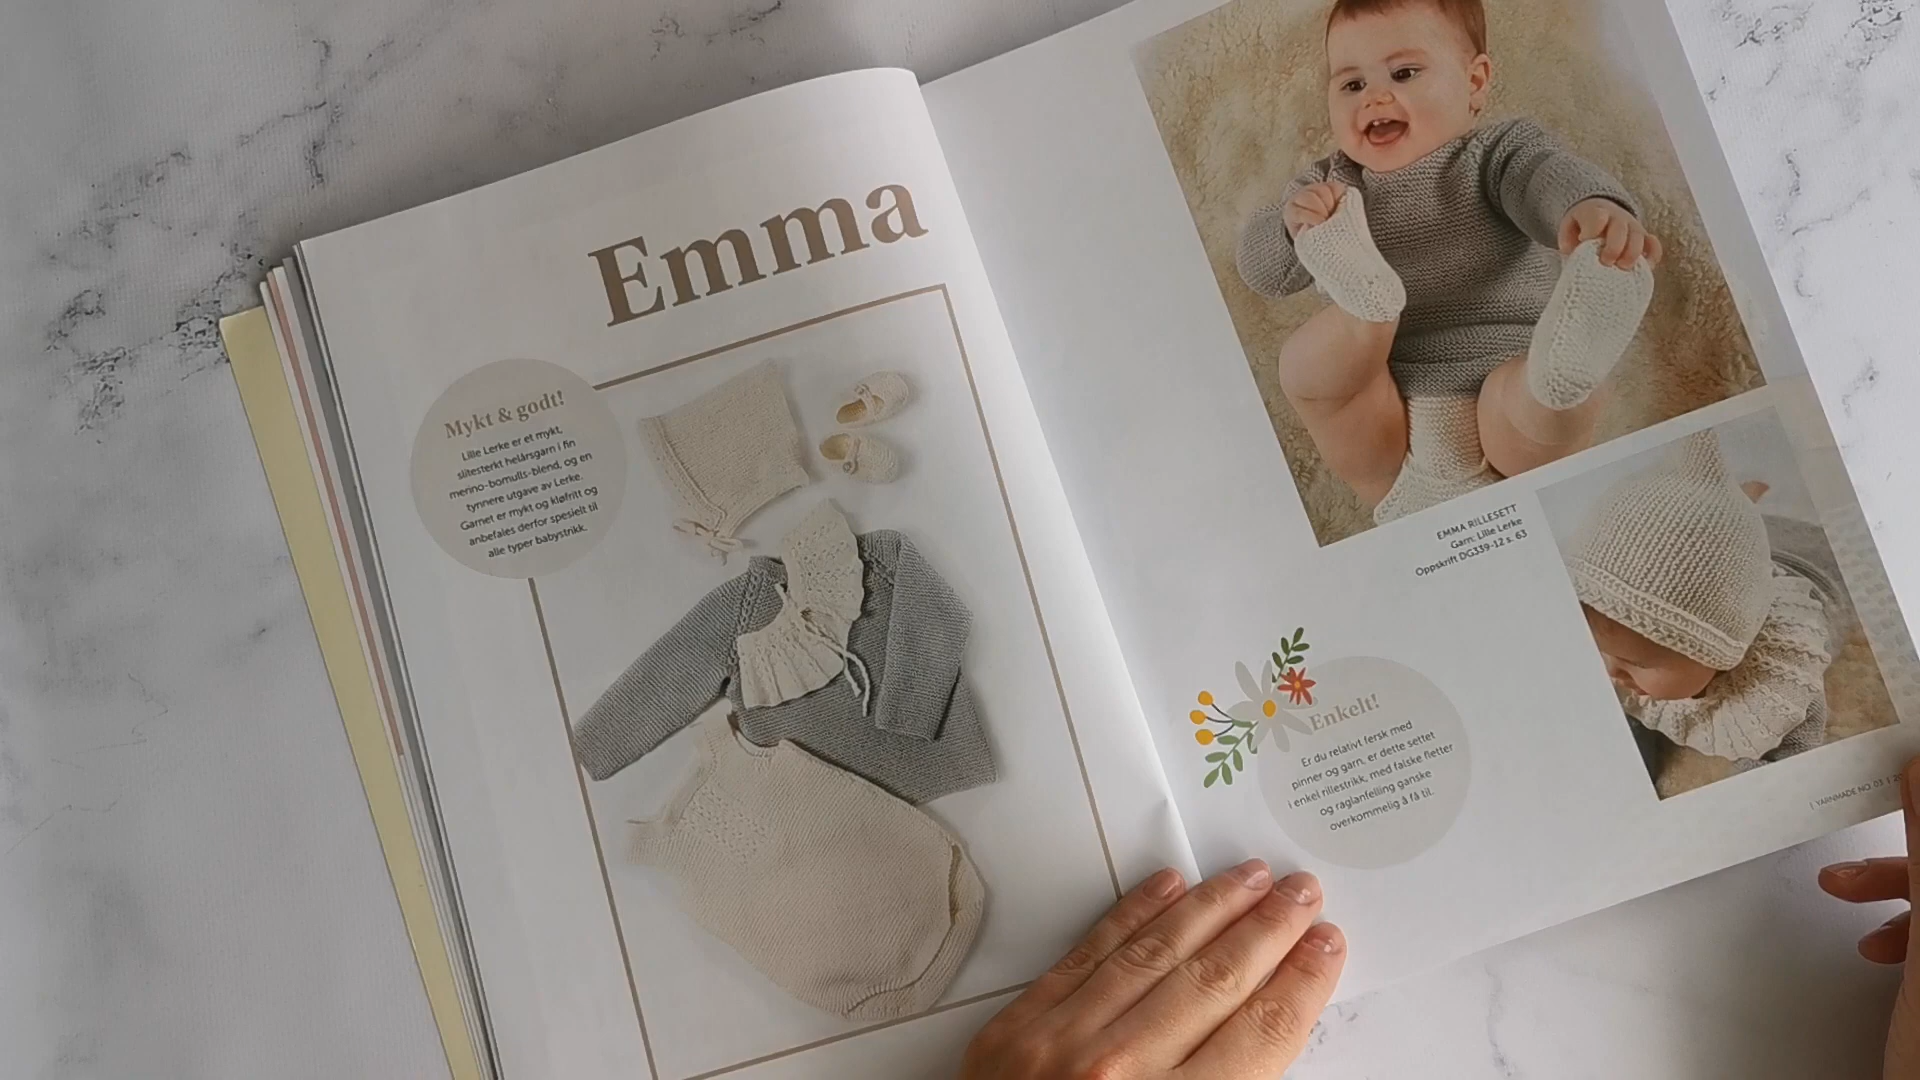 Emma
Mykt & godt!
Lille Lerke er et mykt,
slitesterkt helårsgarn i fin
merino-bomulls-blend, og en
tynnere utgave av Lerke.
Garnet er mykt og kløfritt og
anbefales derfor spesielt til
alle typer babystrikk.
EMMA RILLESETT
Garn: Lille Lerke
Oppskrift DG339-12 s. 63
Enkelt!
Er du relativt fersk med
pinner og garn, er dette settet
i enkel rillestrikk, med falske fletter
og raglanfelling ganske
overkommelig å få til.
| YARNMADE NO. 03 |